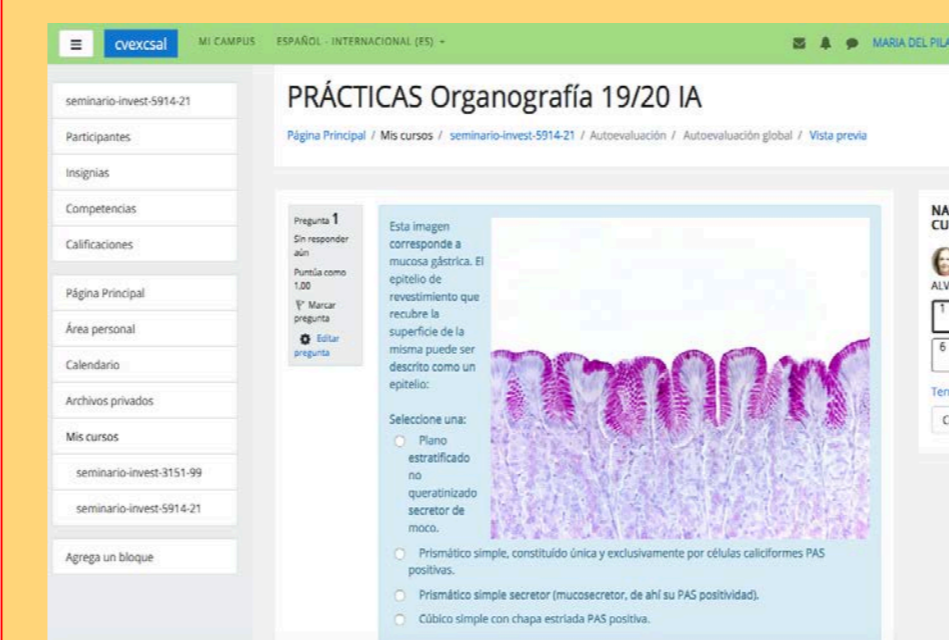 cvexcsal MI CAMPUS ESPAÑOL - INTERNACIONAL (ES) MARIA DEL PILA
seminario-invest-5914-21
Participantes
Insignias
Competencias
Calificaciones
Página Principal
Área personal
Calendario
Archivos privados
Mis cursos
seminario-invest-3151-99
seminario-invest-5914-21
Agrega un bloque
PRÁCTICAS Organografía 19/20 IA
Página Principal / Mis cursos / seminario-invest-5914-21 / Autoevaluación / Autoevaluación global / Vista previa
Pregunta 1
Sin responder
aún
Puntúa como
1,00
Marcar
pregunta
Editar
pregunta
Esta imagen
corresponde a
mucosa gástrica. El
epitelio de
revestimiento que
recubre la
superficie de la
misma puede ser
descrito como un
epitelio:
Seleccione una:
Plano
estratificado
no
queratinizado
secretor de
moco.
Prismático simple, constituído única y exclusivamente por células caliciformes PAS
positivas.
Prismático simple secretor (mucosecretor, de ahí su PAS positividad).
Cúbico simple con chapa estriada PAS positiva.
NA
CU
ALV
1
6
Ter
C